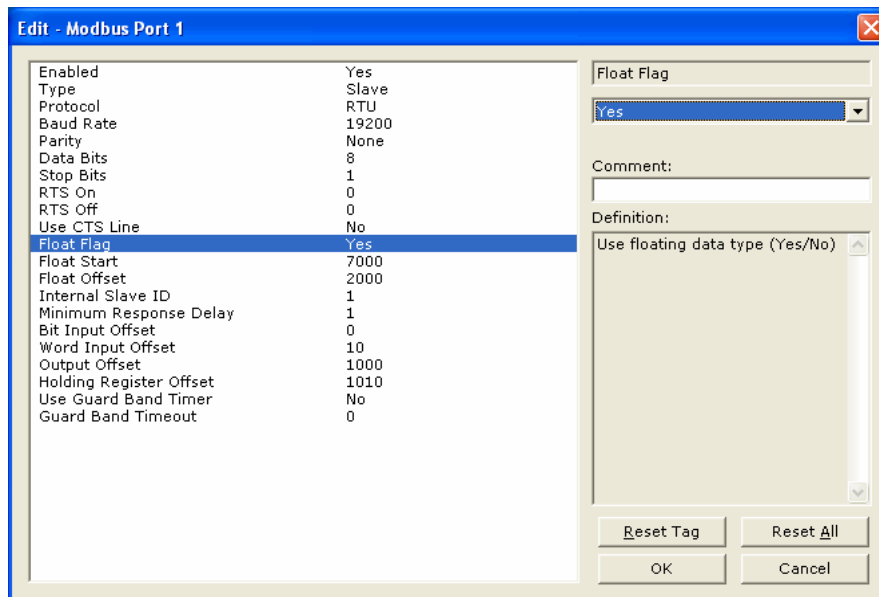 Edit - Modbus Port 1
Enabled Yes
Type Slave
Protocol RTU
Baud Rate 19200
Parity None
Data Bits 8
Stop Bits 1
RTS On 0
RTS Off 0
Use CTS Line No
Float Flag Yes
Float Start 7000
Float Offset 2000
Internal Slave ID 1
Minimum Response Delay 1
Bit Input Offset 0
Word Input Offset 10
Output Offset 1000
Holding Register Offset 1010
Use Guard Band Timer No
Guard Band Timeout 0
Float Flag
Yes
Comment:
Definition:
Use floating data type (Yes/No)
Reset Tag
Reset All
OK
Cancel